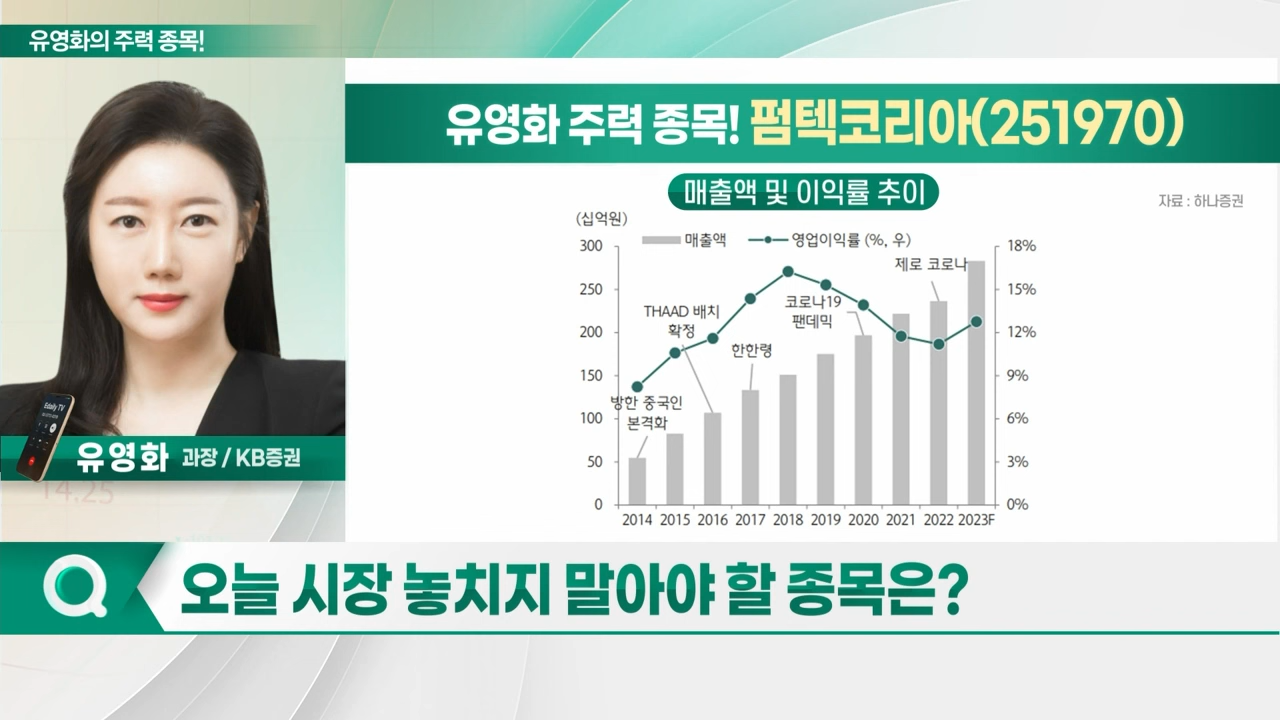 유영화의 주력 종목!
유영화 주력 종목! 펌텍코리아(251970)
매출액 및 이익률 추이
자료 : 하나증권
(십억원)
매출액
영업이익률 (%, 우)
300
250
200
150
100
50
0
18%
15%
12%
9%
6%
3%
0%
제로 코로나
코로나19
팬데믹
THAAD 배치
확정
한한령
방한 중국인
본격화
2014 2015 2016 2017 2018 2019 2020 2021 2022 2023F
Edaily TV
유영화 과장 / KB증권
14.25
Q 오늘 시장 놓치지 말아야 할 종목은?